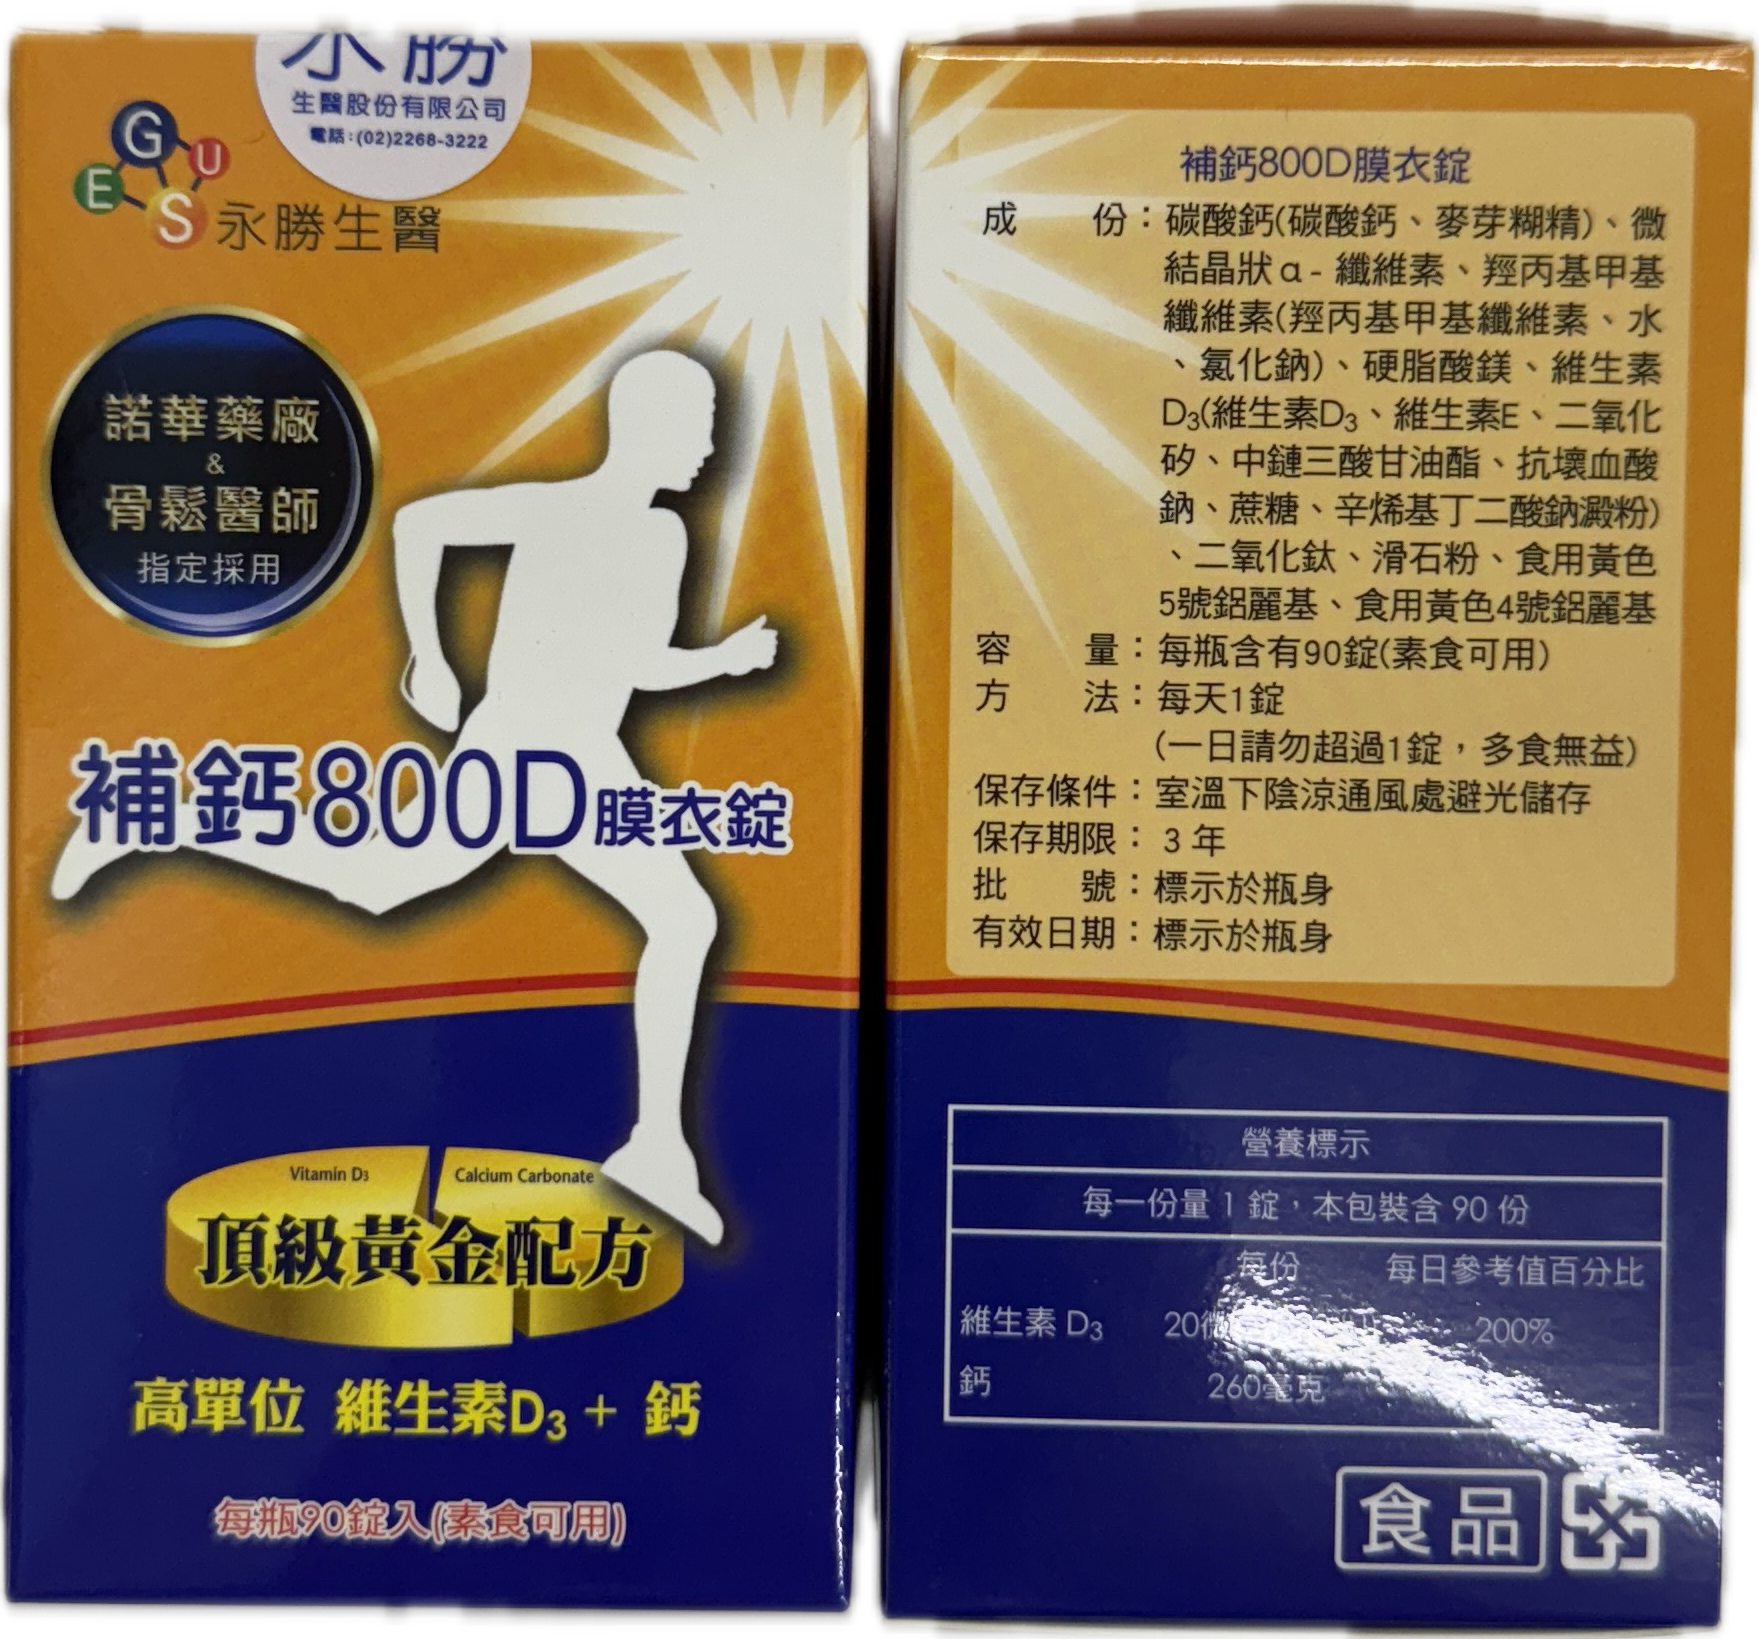 永勝
生醫股份有限公司
電話:(02)2268-3222
G
E U
S 永勝生醫
諾華藥廠
&
骨鬆醫師
指定採用
補鈣800D膜衣錠
Vitamin D3 Calcium Carbonate
頂級黃金配方
高單位 維生素D3 + 鈣
每瓶90錠入(素食可用)
補鈣800D膜衣錠
成 份：碳酸鈣(碳酸鈣、麥芽糊精)、微
結晶狀α-纖維素、羥丙基甲基
纖維素(羥丙基甲基纖維素、水
、氯化鈉)、硬脂酸鎂、維生素
D3(維生素D3、維生素E、二氧化
矽、中鏈三酸甘油酯、抗壞血酸
鈉、蔗糖、辛烯基丁二酸鈉澱粉)
、二氧化鈦、滑石粉、食用黃色
5號鋁麗基、食用黃色4號鋁麗基
容 量：每瓶含有90錠(素食可用)
方 法：每天1錠
(一日請勿超過1錠，多食無益)
保存條件：室溫下陰涼通風處避光儲存
保存期限： 3 年
批 號：標示於瓶身
有效日期：標示於瓶身
營養標示
每一份量 1 錠，本包裝含 90 份
每份 每日參考值百分比
維生素 D3 20微 200%
鈣 260毫克
食品